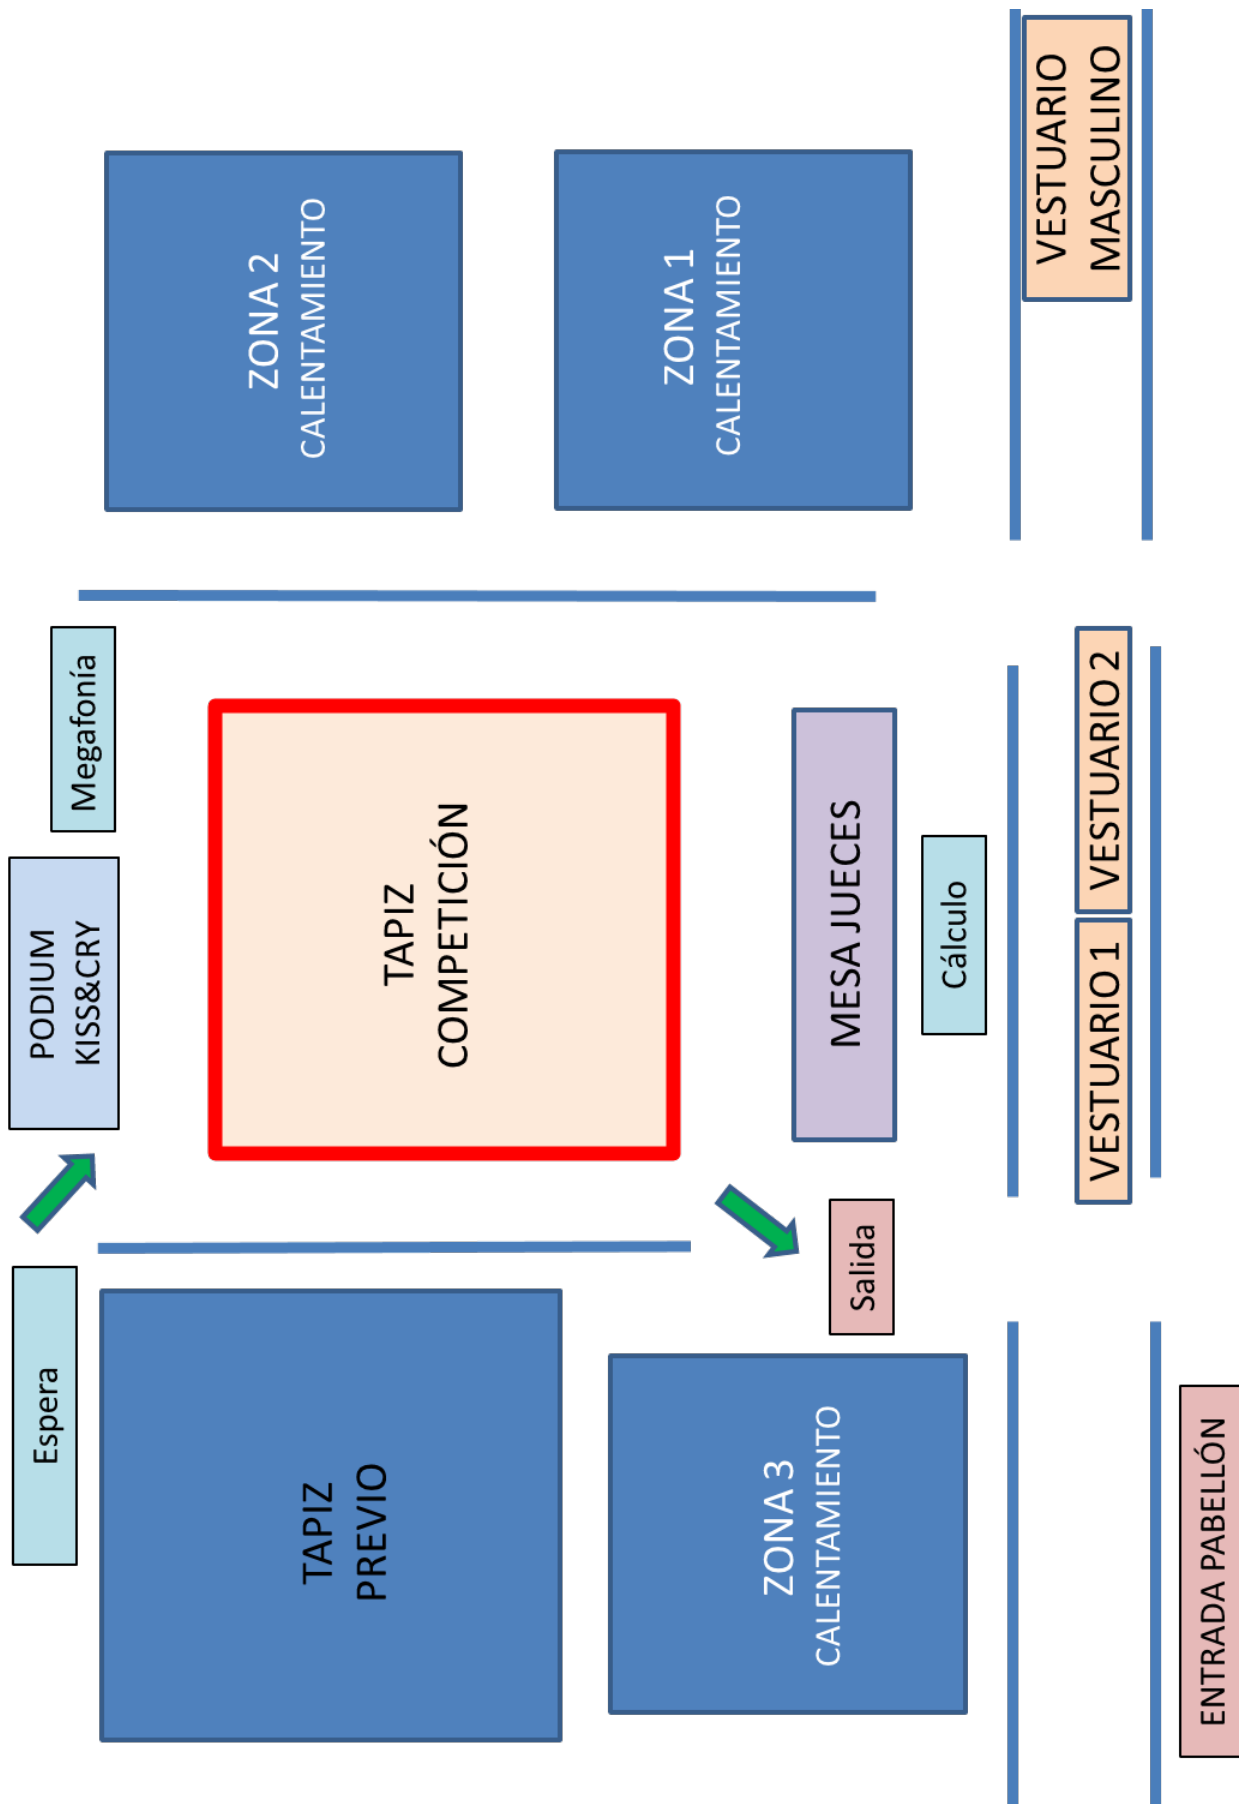 Espera
PODIUM
KISS&CRY
Megafonía
TAPIZ
PREVIO
TAPIZ
COMPETICIÓN
ZONA 2
CALENTAMIENTO
ZONA 3
CALENTAMIENTO
Salida
MESA JUECES
Cálculo
ZONA 1
CALENTAMIENTO
VESTUARIO 1
VESTUARIO 2
VESTUARIO
MASCULINO
ENTRADA PABELLÓN